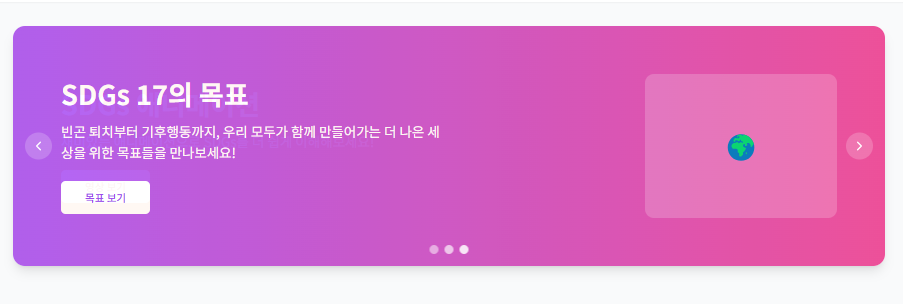 SDGs 17의 목표
빈곤 퇴치부터 기후행동까지, 우리 모두가 함께 만들어가는 더 나은 세
상을 위한 목표들을 만나보세요!
목표 보기